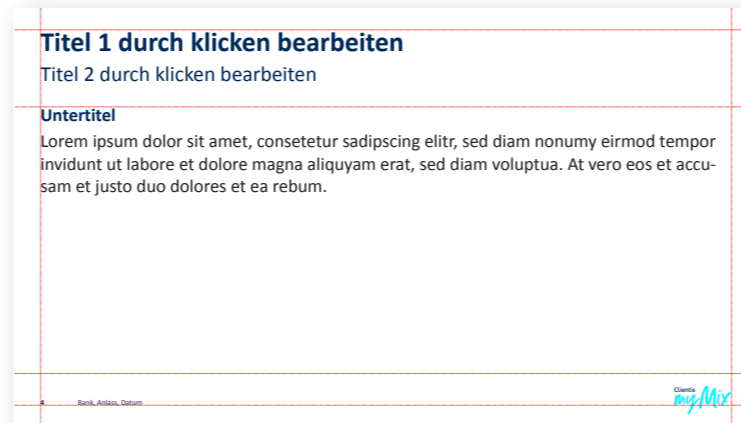 Titel 1 durch klicken bearbeiten
Titel 2 durch klicken bearbeiten
Untertitel
Lorem ipsum dolor sit amet, consetetur sadipscing elitr, sed diam nonumy eirmod tempor
invidunt ut labore et dolore magna aliquyam erat, sed diam voluptua. At vero eos et accu-
sam et justo duo dolores et ea rebum.
4 Bank, Anlass, Datum
Clientis
myMix